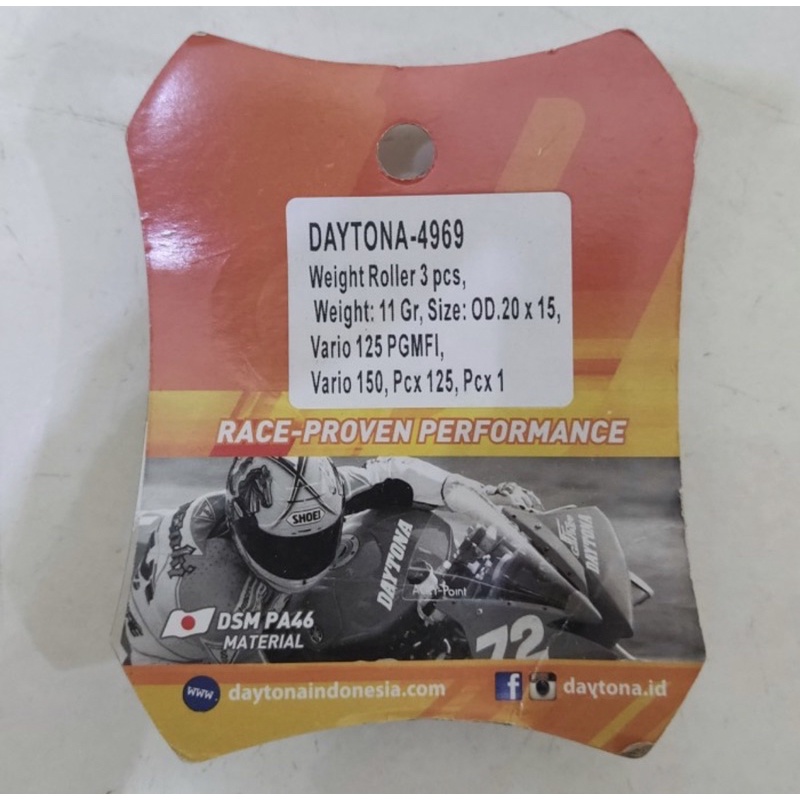 DAYTONA-4969
Weight Roller 3 pcs,
Weight: 11 Gr, Size: OD.20 x 15,
Vario 125 PGMFI,
Vario 150, Pcx 125, Pcx 1
RACE-PROVEN PERFORMANCE
SHOEI
DAYTONA
DAYTONA
72
DSM PA46
MATERIAL
www. daytonaindonesia.com
f daytona.id